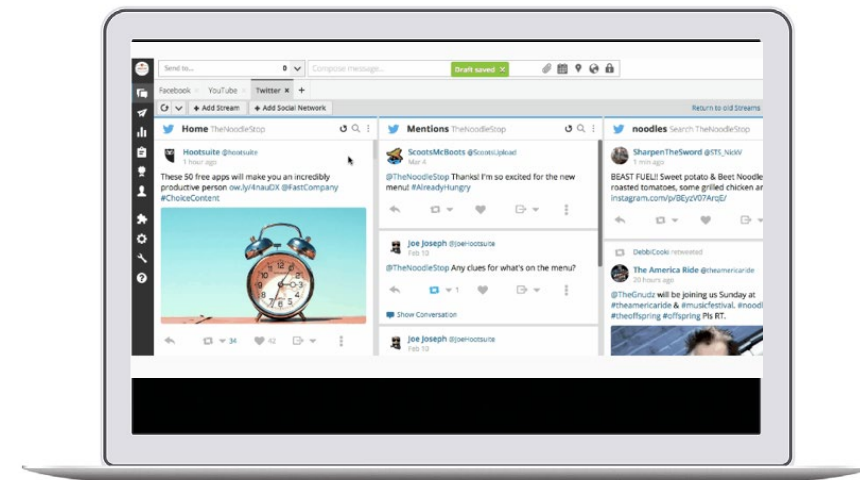 Send to... 0 Compose message... Draft saved ×
Facebook YouTube Twitter × +
+ Add Stream + Add Social Network Return to old Streams
Home TheNoodleStop
Hootsuite @hootsuite
1 hour ago
These 50 free apps will make you an incredibly
productive person ow.ly/4nauDX @FastCompany
#ChoiceContent
34 42
Mentions TheNoodleStop
ScootsMcBoots @ScootsUpload
Mar 4
@TheNoodleStop Thanks! I'm so excited for the new
menu! #AlreadyHungry
Joe Joseph @JoeHootsuite
Feb 10
@TheNoodleStop Any clues for what's on the menu?
1
Show Conversation
Joe Joseph @JoeHootsuite
Feb 10
noodles Search TheNoodleStop
SharpenTheSword @STS_NickV
1 min ago
BEAST FUEL!! Sweet potato & Beet Noodle
roasted tomatoes, some grilled chicken ar
instagram.com/p/BEyzV07ArqE/
DebbiCooki retweeted
The America Ride @theamericaride
20 hours ago
@TheGnudz will be joining us Sunday at
#theamericaride & #musicfestival. #noodl
#theoffspring #offspring Pls RT.